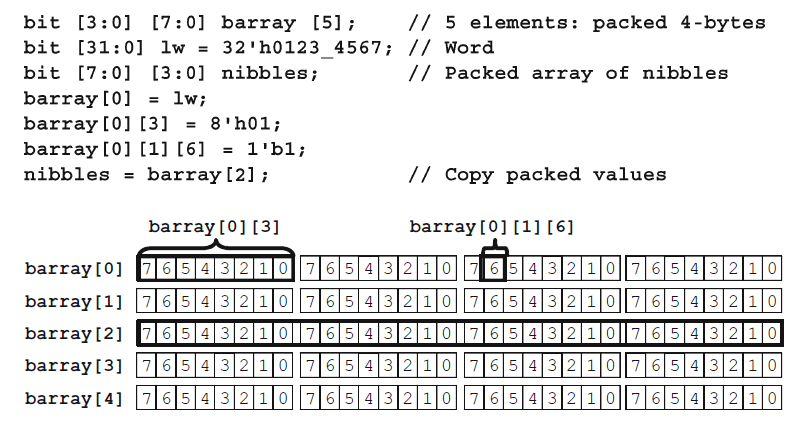 bit [3:0] [7:0] barray [5]; // 5 elements: packed 4-bytes
bit [31:0] lw = 32'h0123_4567; // Word
bit [7:0] [3:0] nibbles; // Packed array of nibbles
barray[0] = lw;
barray[0][3] = 8'h01;
barray[0][1][6] = 1'b1;
nibbles = barray[2]; // Copy packed values
barray[0][3] barray[0][1][6]
barray[0] 7 6 5 4 3 2 1 0 7 6 5 4 3 2 1 0 7 6 5 4 3 2 1 0 7 6 5 4 3 2 1 0
barray[1] 7 6 5 4 3 2 1 0 7 6 5 4 3 2 1 0 7 6 5 4 3 2 1 0 7 6 5 4 3 2 1 0
barray[2] 7 6 5 4 3 2 1 0 7 6 5 4 3 2 1 0 7 6 5 4 3 2 1 0 7 6 5 4 3 2 1 0
barray[3] 7 6 5 4 3 2 1 0 7 6 5 4 3 2 1 0 7 6 5 4 3 2 1 0 7 6 5 4 3 2 1 0
barray[4] 7 6 5 4 3 2 1 0 7 6 5 4 3 2 1 0 7 6 5 4 3 2 1 0 7 6 5 4 3 2 1 0